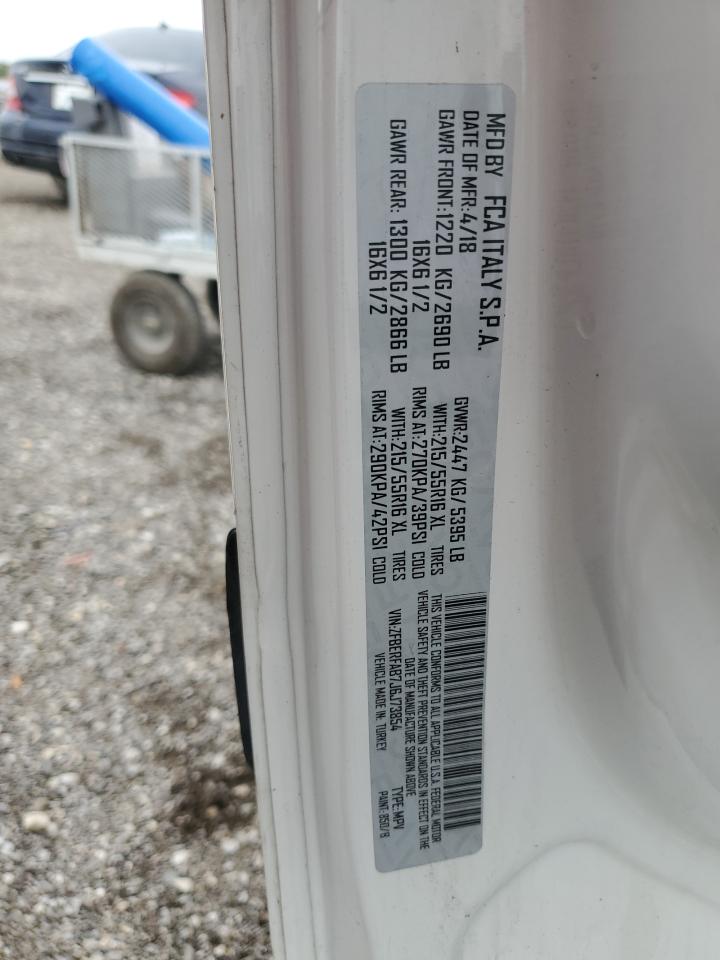 MFD BY FCA ITALY S.P.A.
DATE OF MFR:4/18 GVWR:2447 KG/ 5395 LB
GAWR FRONT:1220 KG/2690 LB WITH:215/55R16 XL TIRES
16X6 1/2 RIMS AT:270KPA/39PSI COLD
GAWR REAR: 1300 KG/2866 LB WITH:215/55R16 XL TIRES
16X6 1/2 RIMS AT:290KPA/42PSI COLD
THIS VEHICLE CONFORMS TO ALL APPLICABLE U.S.A. FEDERAL MOTOR
VEHICLE SAFETY AND THEFT PREVENTION STANDARDS IN EFFECT ON THE
DATE OF MANUFACTURE SHOWN ABOVE
VIN:ZFBERFAB7J6J73854 TYPE:MPV
VEHICLE MADE IN: TURKEY PAINT: